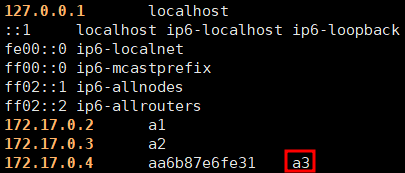 127.0.0.1 localhost
::1 localhost ip6-localhost ip6-loopback
fe00::0 ip6-localnet
ff00::0 ip6-mcastprefix
ff02::1 ip6-allnodes
ff02::2 ip6-allrouters
172.17.0.2 a1
172.17.0.3 a2
172.17.0.4 aa6b87e6fe31 a3